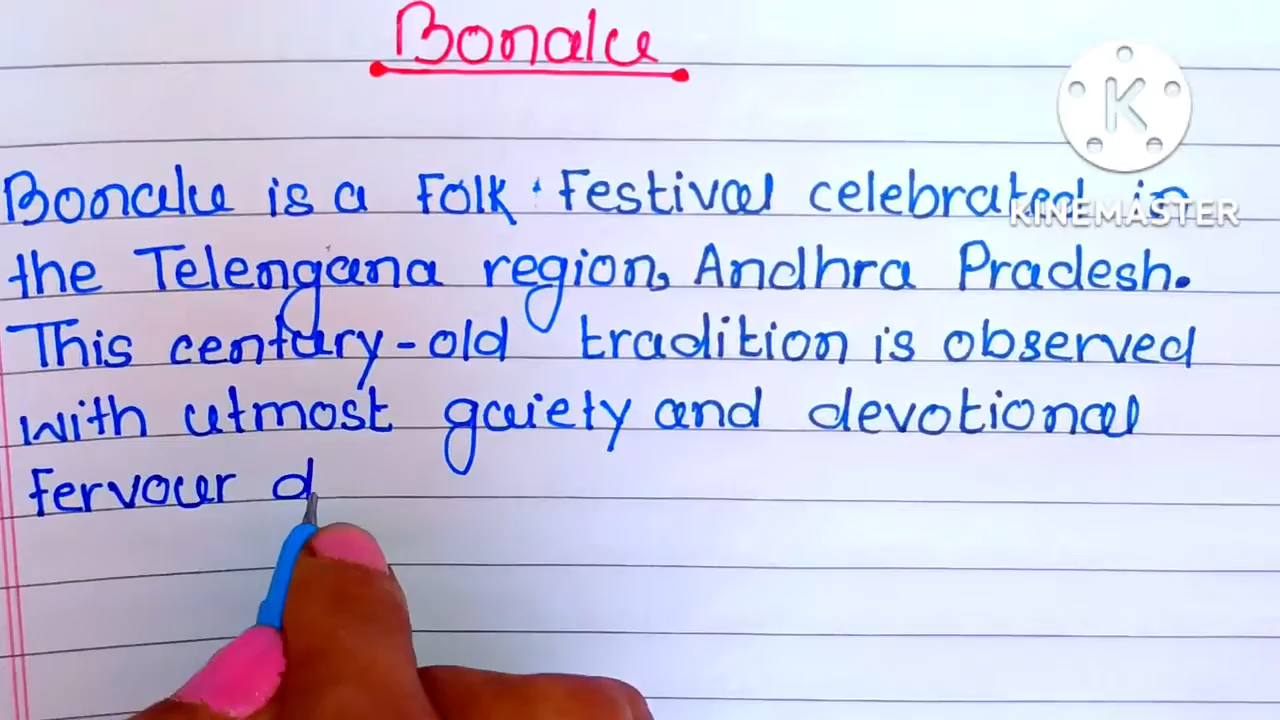 Bonalu
Bonalu is a Folk Festival celebrated in
the Telengana region, Andhra Pradesh.
This century-old tradition is observed
with utmost gaiety and devotional
fervour d
K
KINEMASTER